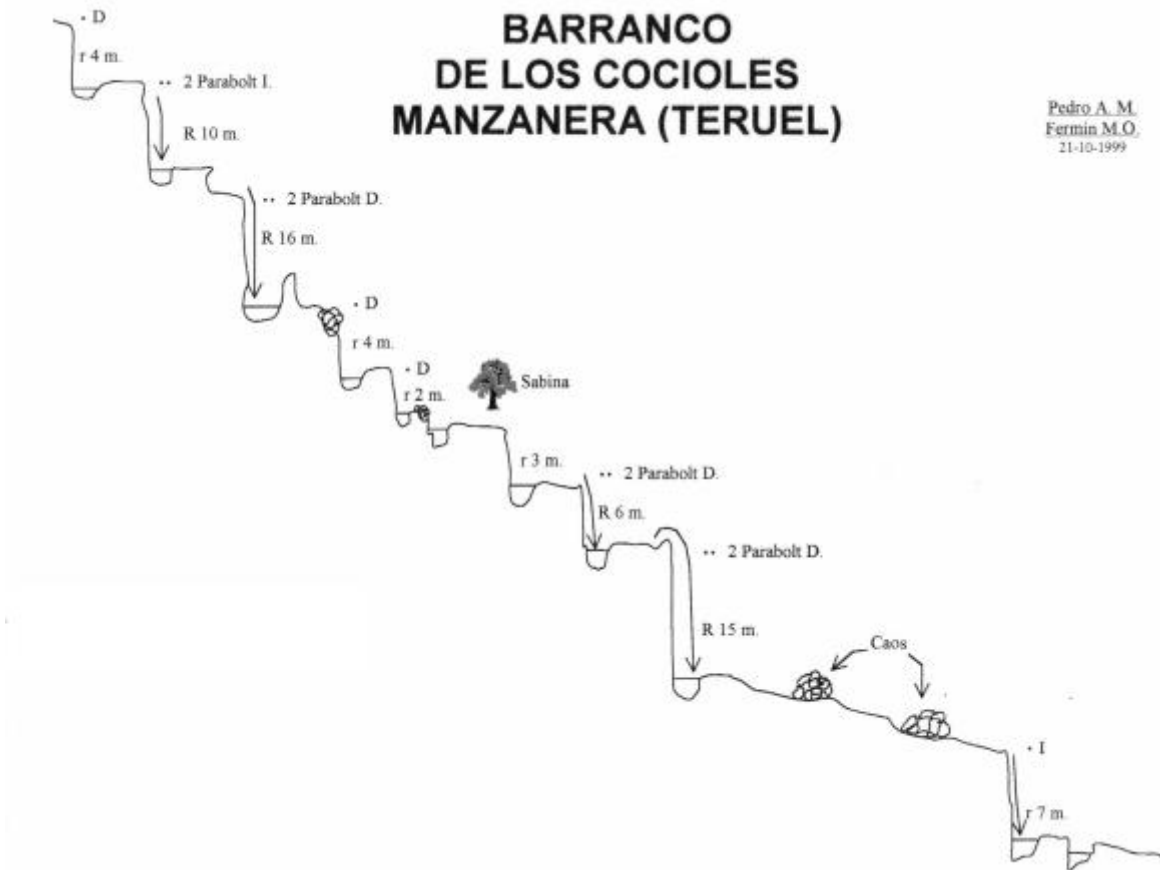 BARRANCO
DE LOS COCIOLES
MANZANERA (TERUEL)
Pedro A. M.
Fermin M.O.
21-10-1999
· D
r 4 m.
·· 2 Parabolt I.
R 10 m.
·· 2 Parabolt D.
R 16 m.
· D
r 4 m.
· D
r 2 m.
Sabina
r 3 m.
·· 2 Parabolt D.
R 6 m.
·· 2 Parabolt D.
R 15 m.
Caos
· I
r 7 m.